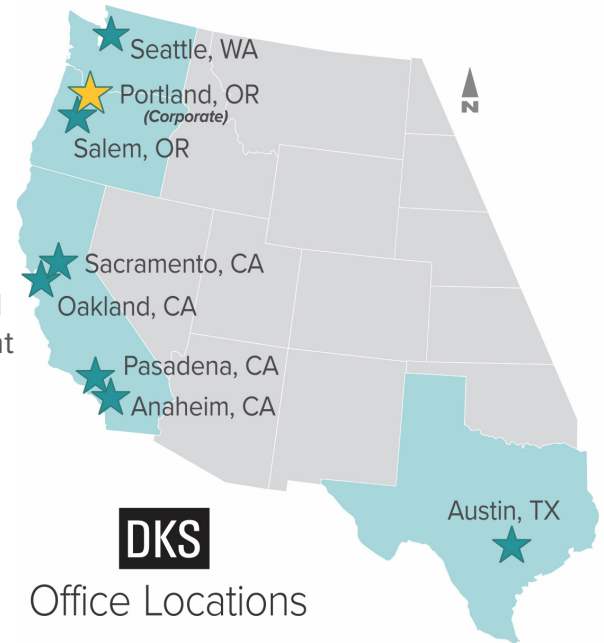 Seattle, WA
Portland, OR
(Corporate)
Salem, OR
N
Sacramento, CA
Oakland, CA
Pasadena, CA
Anaheim, CA
Austin, TX
DKS
Office Locations